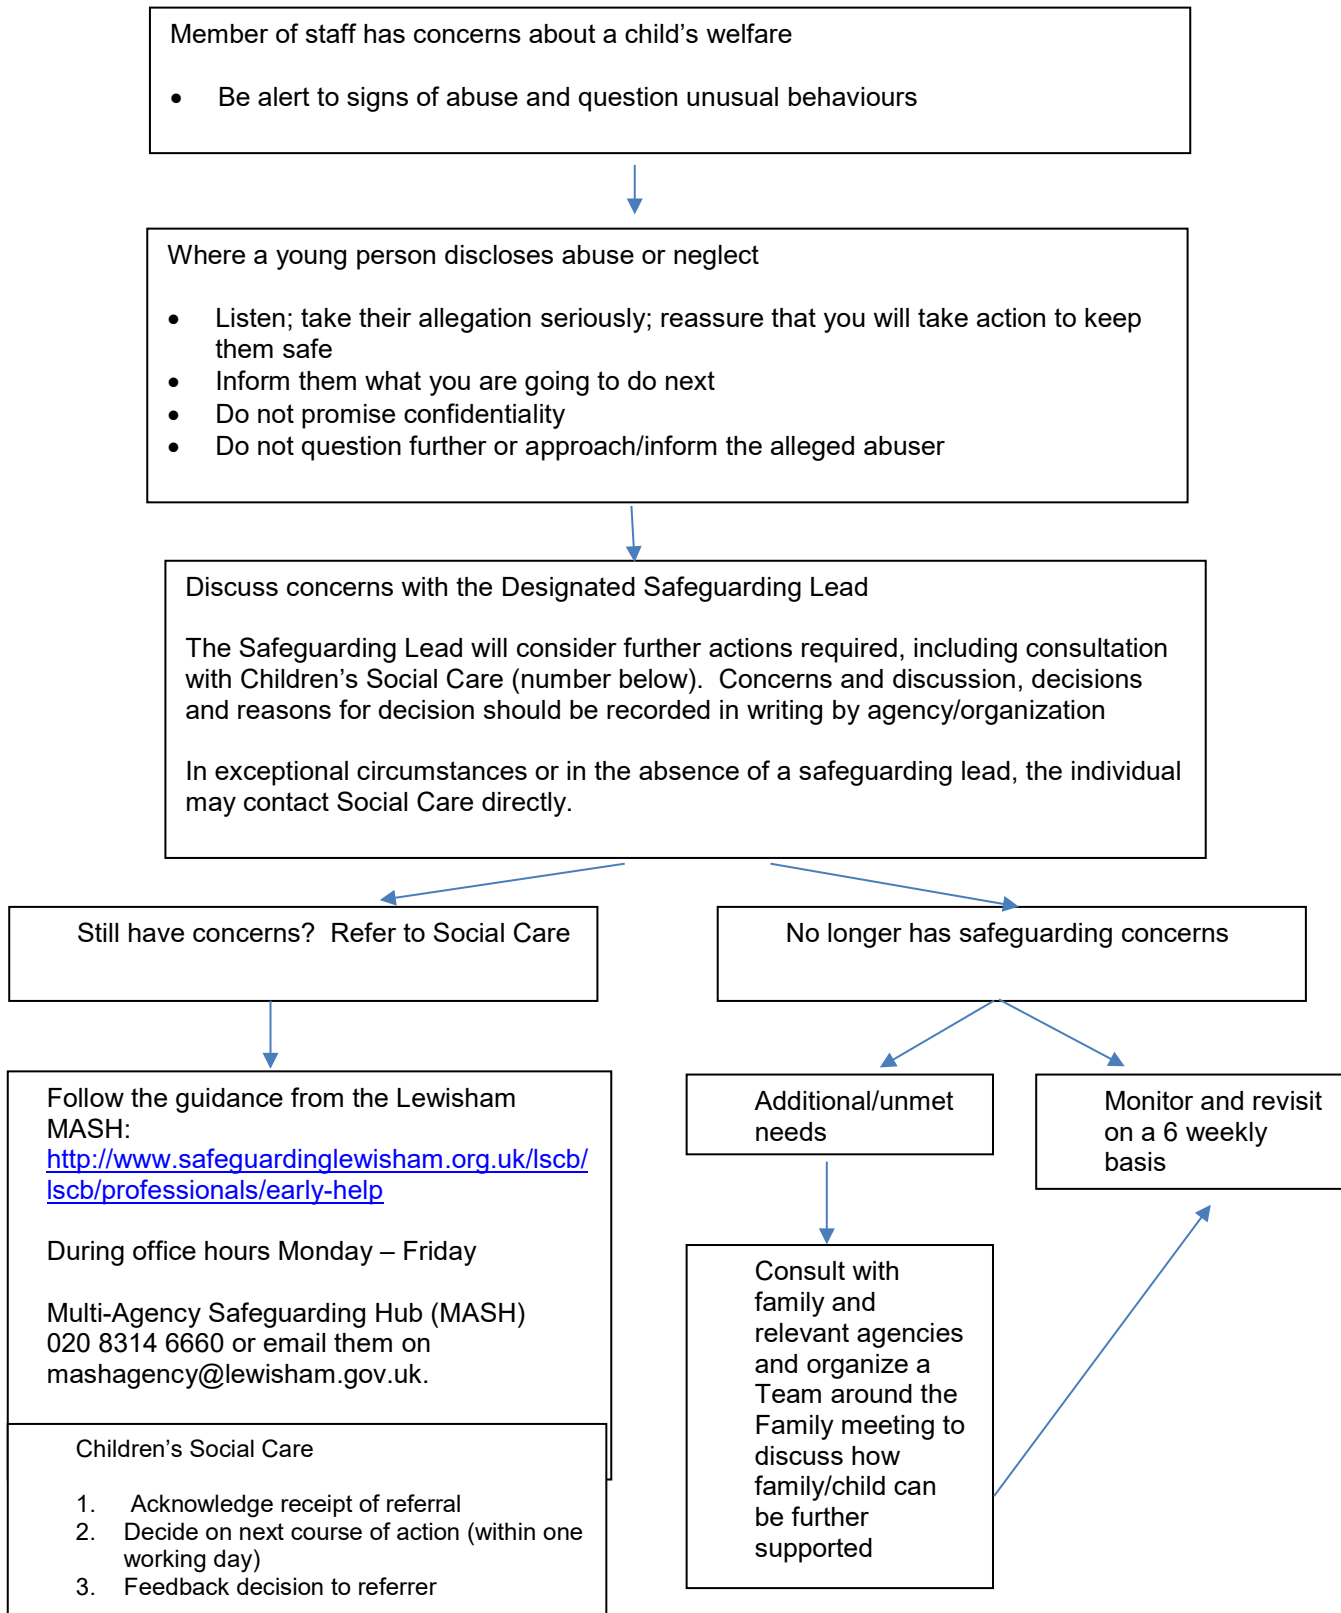 Member of staff has concerns about a child’s welfare
• Be alert to signs of abuse and question unusual behaviours
Where a young person discloses abuse or neglect
• Listen; take their allegation seriously; reassure that you will take action to keep
them safe
• Inform them what you are going to do next
• Do not promise confidentiality
• Do not question further or approach/inform the alleged abuser
Discuss concerns with the Designated Safeguarding Lead
The Safeguarding Lead will consider further actions required, including consultation
with Children’s Social Care (number below).  Concerns and discussion, decisions
and reasons for decision should be recorded in writing by agency/organization
In exceptional circumstances or in the absence of a safeguarding lead, the individual
may contact Social Care directly.
Still have concerns?  Refer to Social Care
No longer has safeguarding concerns
Follow the guidance from the Lewisham
MASH:
http://www.safeguardinglewisham.org.uk/lscb/
lscb/professionals/early-help
During office hours Monday – Friday
Multi-Agency Safeguarding Hub (MASH)
020 8314 6660 or email them on
mashagency@lewisham.gov.uk.
Children’s Social Care
1. Acknowledge receipt of referral
2. Decide on next course of action (within one
working day)
3. Feedback decision to referrer
Additional/unmet
needs
Monitor and revisit
on a 6 weekly
basis
Consult with
family and
relevant agencies
and organize a
Team around the
Family meeting to
discuss how
family/child can
be further
supported